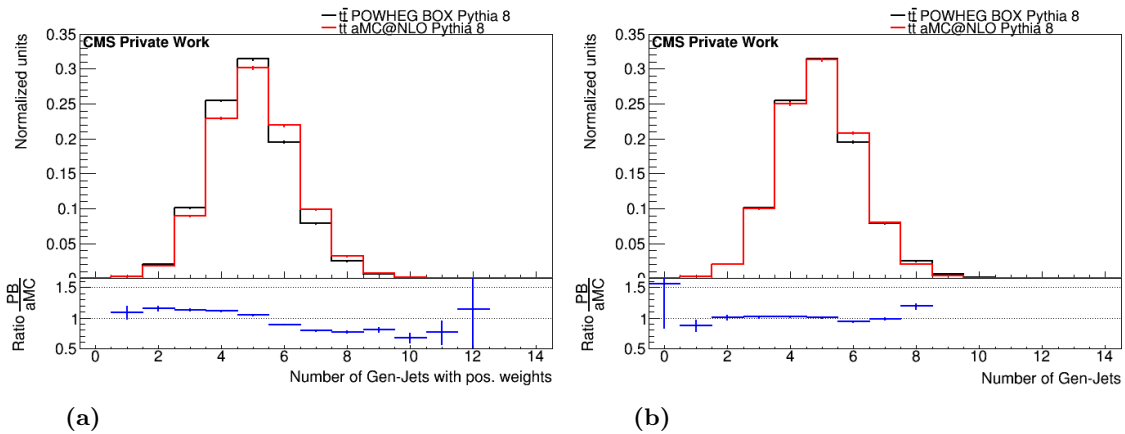 tt̄ POWHEG BOX Pythia 8
tt̄ aMC@NLO Pythia 8
CMS Private Work
Normalized units
0.35
0.3
0.25
0.2
0.15
0.1
0.05
0
Ratio PB/aMC
1.5
1
0.5
0 2 4 6 8 10 12 14
Number of Gen-Jets with pos. weights
(a)
tt̄ POWHEG BOX Pythia 8
tt̄ aMC@NLO Pythia 8
CMS Private Work
Normalized units
0.35
0.3
0.25
0.2
0.15
0.1
0.05
0
Ratio PB/aMC
1.5
1
0.5
0 2 4 6 8 10 12 14
Number of Gen-Jets
(b)